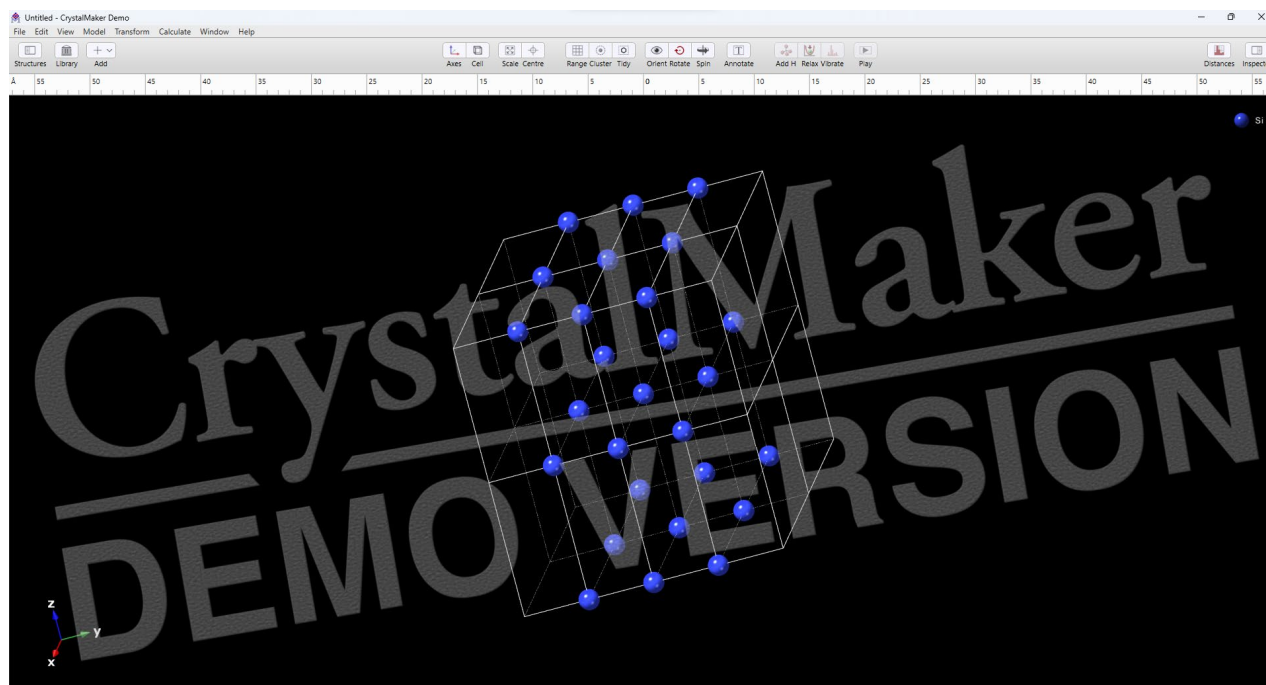 Untitled - CrystalMaker Demo
File Edit View Model Transform Calculate Window Help
Structures Library Add Axes Cell Scale Centre Range Cluster Tidy Orient Rotate Spin Annotate Add H Relax Vibrate Play Distances Inspect
Å 55 50 45 40 35 30 25 20 15 10 5 0 5 10 15 20 25 30 35 40 45 50 55
Si
CrystalMaker
DEMO VERSION
z
y
x